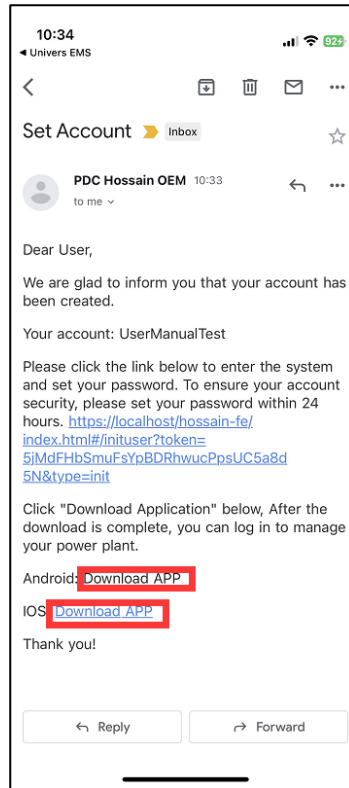 10:34
92
Univers EMS
Set Account Inbox
PDC Hossain OEM 10:33
to me
Dear User,
We are glad to inform you that your account has
been created.
Your account: UserManualTest
Please click the link below to enter the system
and set your password. To ensure your account
security, please set your password within 24
hours. https://localhost/hossain-fe/
index.html#/inituser?token=
5jMdFHbSmuFsYpBDRhwucPpsUC5a8d
5N&type=init
Click "Download Application" below, After the
download is complete, you can log in to manage
your power plant.
Android: Download APP
IOS Download APP
Thank you!
Reply
Forward